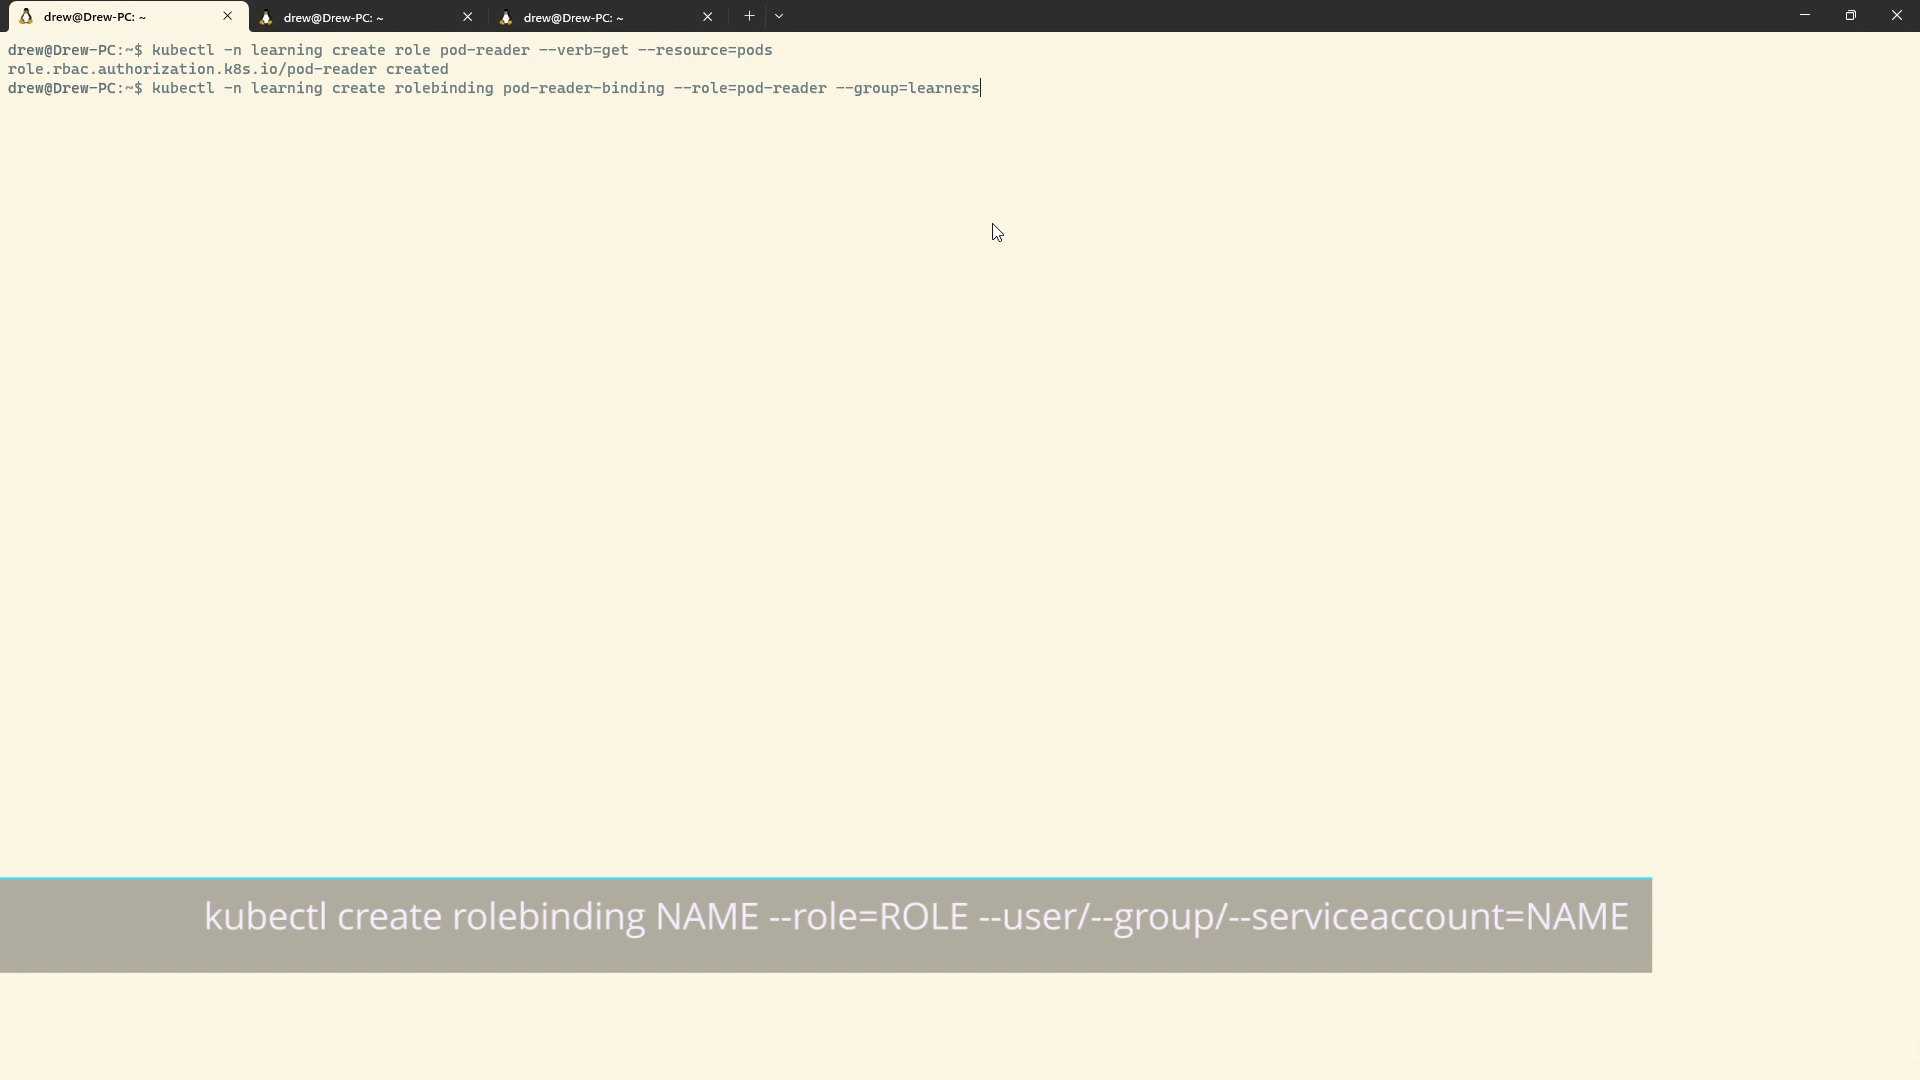 drew@Drew-PC: ~
drew@Drew-PC: ~
drew@Drew-PC: ~
drew@Drew-PC:~$ kubectl -n learning create role pod-reader --verb=get --resource=pods
role.rbac.authorization.k8s.io/pod-reader created
drew@Drew-PC:~$ kubectl -n learning create rolebinding pod-reader-binding --role=pod-reader --group=learners
kubectl create rolebinding NAME --role=ROLE --user/--group/--serviceaccount=NAME